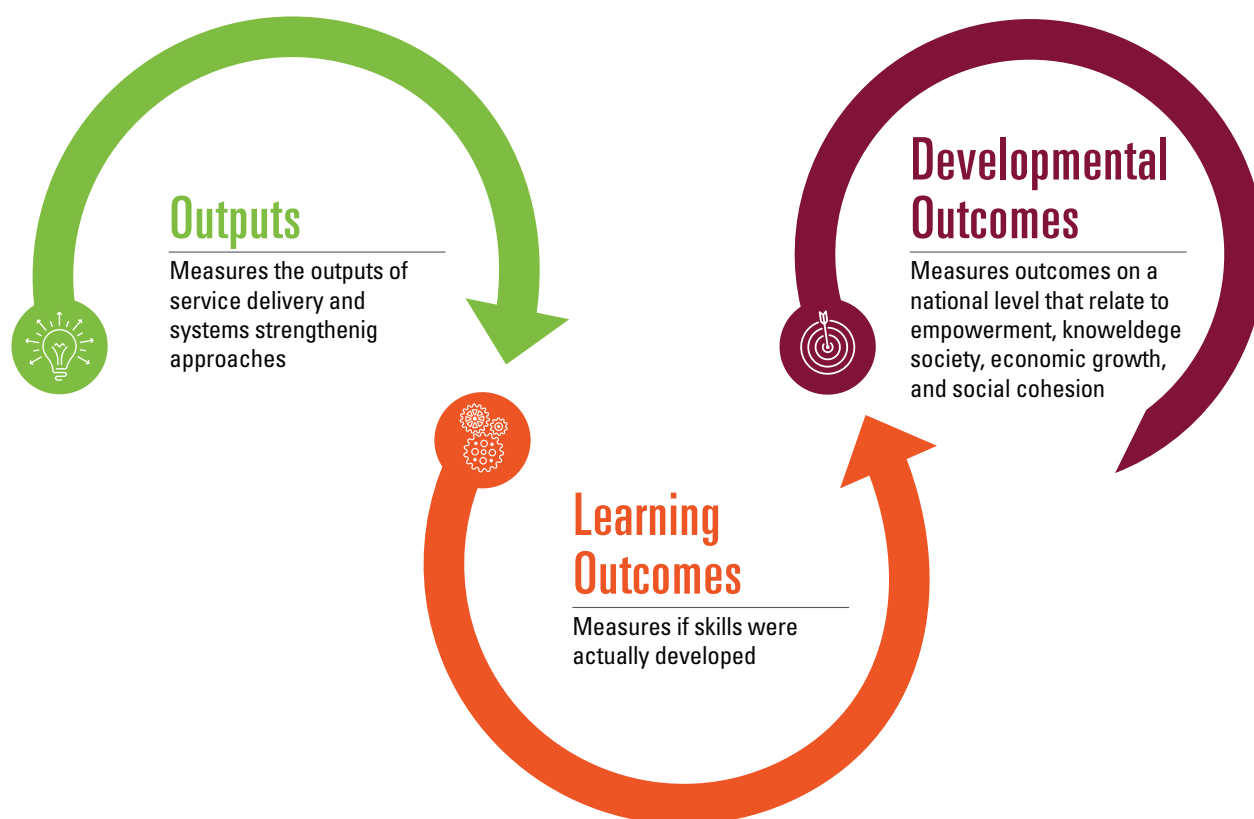 Outputs
Measures the outputs of
service delivery and
systems strengthenig
approaches
Learning
Outcomes
Measures if skills were
actually developed
Developmental
Outcomes
Measures outcomes on a
national level that relate to
empowerment, knoweldege
society, economic growth,
and social cohesion